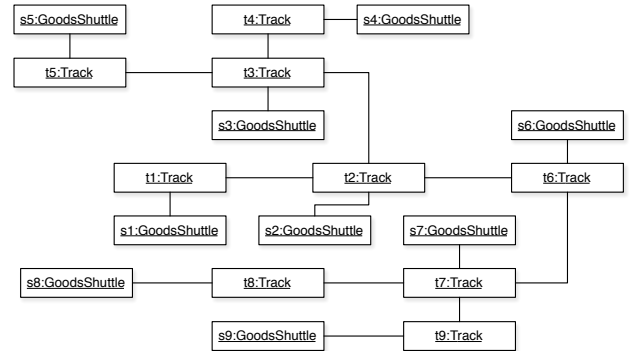 s5:GoodsShuttle
t4:Track
s4:GoodsShuttle
t5:Track
t3:Track
s3:GoodsShuttle
s6:GoodsShuttle
t1:Track
t2:Track
t6:Track
s1:GoodsShuttle
s2:GoodsShuttle
s7:GoodsShuttle
s8:GoodsShuttle
t8:Track
t7:Track
s9:GoodsShuttle
t9:Track